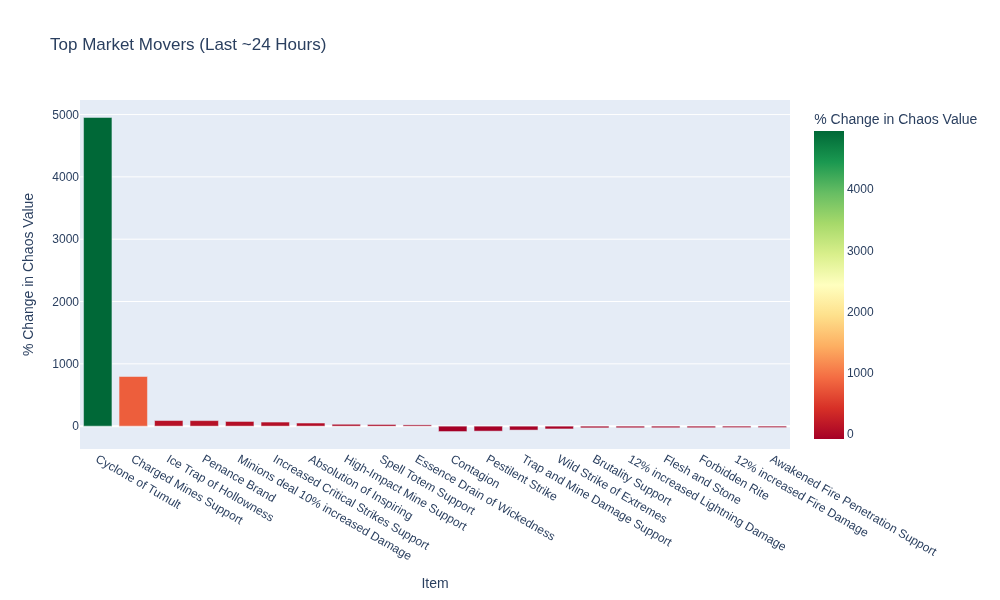 Top Market Movers (Last ~24 Hours)
% Change in Chaos Value
5000
4000
3000
2000
1000
0
Cyclone of Tumult
Charged Mines Support
Ice Trap of Hollowness
Penance Brand
Minions deal 10% increased Damage
Increased Critical Strikes Support
Absolution of Inspiring
High-Impact Mine Support
Spell Totem Support
Essence Drain of Wickedness
Contagion
Pestilent Strike
Trap and Mine Damage Support
Wild Strike of Extremes
Brutality Support
12% increased Lightning Damage
Flesh and Stone
Forbidden Rite
12% increased Fire Damage
Awakened Fire Penetration Support
Item
% Change in Chaos Value
4000
3000
2000
1000
0